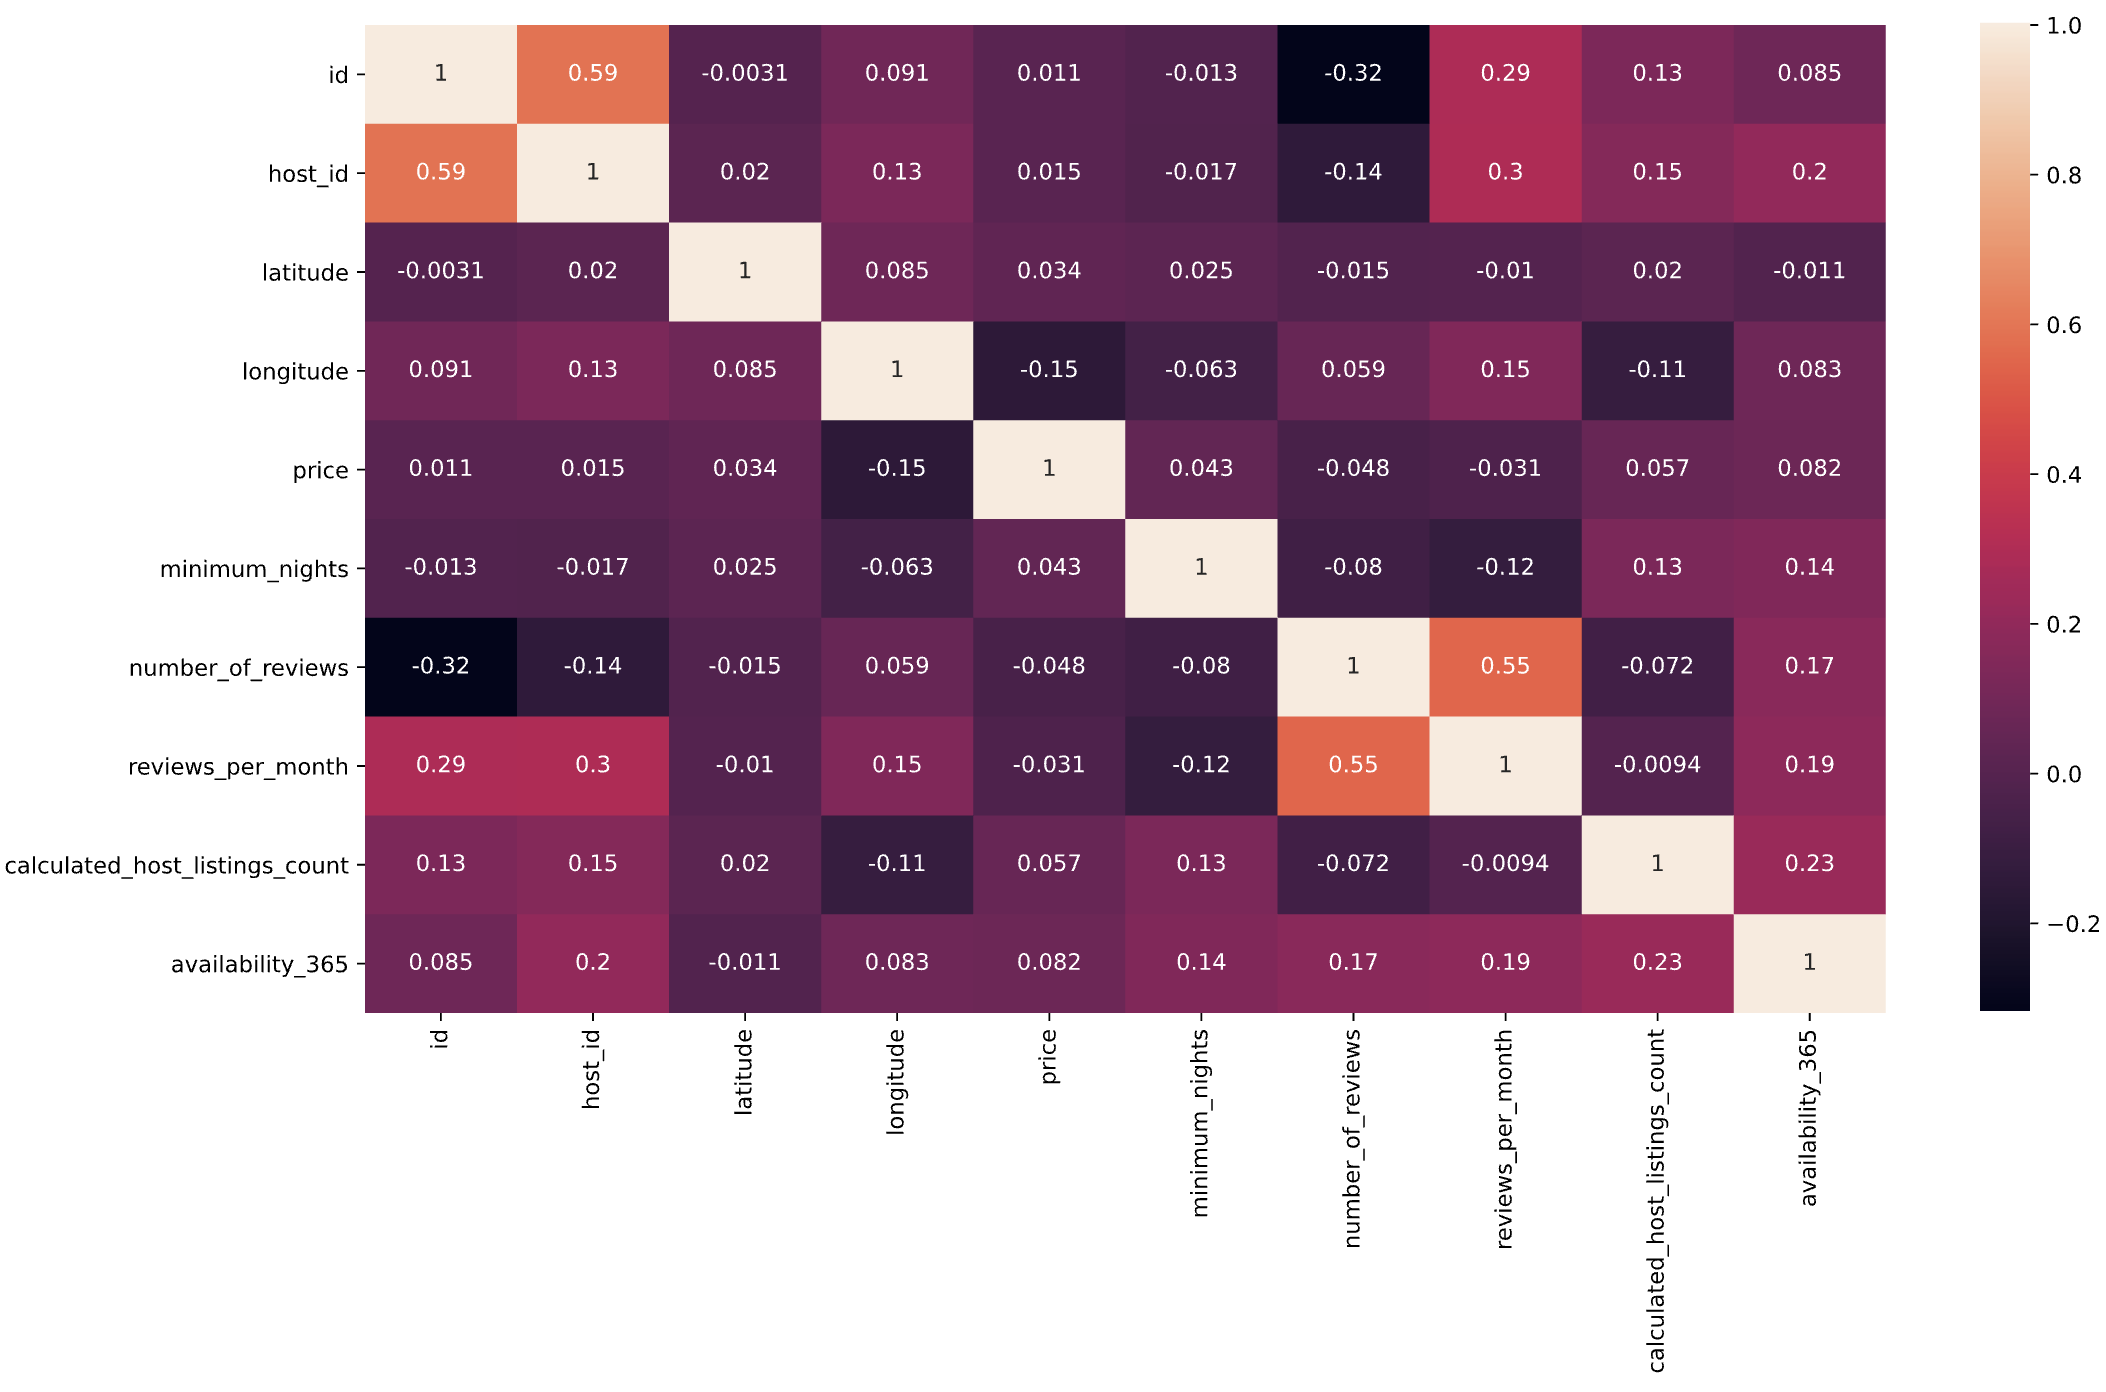 id 1 0.59 -0.0031 0.091 0.011 -0.013 -0.32 0.29 0.13 0.085
host_id 0.59 1 0.02 0.13 0.015 -0.017 -0.14 0.3 0.15 0.2
latitude -0.0031 0.02 1 0.085 0.034 0.025 -0.015 -0.01 0.02 -0.011
longitude 0.091 0.13 0.085 1 -0.15 -0.063 0.059 0.15 -0.11 0.083
price 0.011 0.015 0.034 -0.15 1 0.043 -0.048 -0.031 0.057 0.082
minimum_nights -0.013 -0.017 0.025 -0.063 0.043 1 -0.08 -0.12 0.13 0.14
number_of_reviews -0.32 -0.14 -0.015 0.059 -0.048 -0.08 1 0.55 -0.072 0.17
reviews_per_month 0.29 0.3 -0.01 0.15 -0.031 -0.12 0.55 1 -0.0094 0.19
calculated_host_listings_count 0.13 0.15 0.02 -0.11 0.057 0.13 -0.072 -0.0094 1 0.23
availability_365 0.085 0.2 -0.011 0.083 0.082 0.14 0.17 0.19 0.23 1
id
host_id
latitude
longitude
price
minimum_nights
number_of_reviews
reviews_per_month
calculated_host_listings_count
availability_365
1.0
0.8
0.6
0.4
0.2
0.0
−0.2